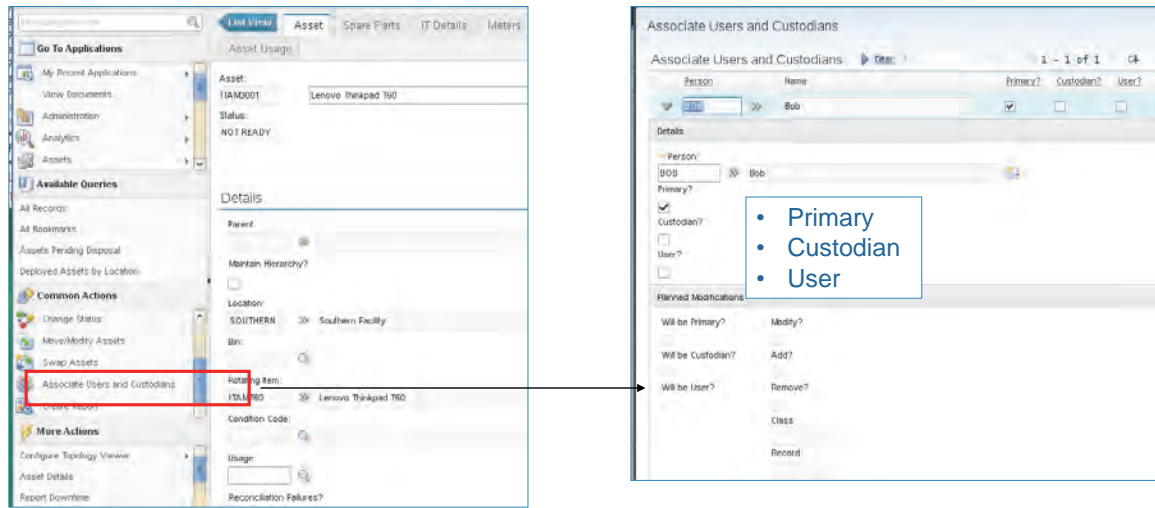 List View
Asset
Spare Parts
IT Details
Meters
Go To Applications
Asset Usage
My Recent Applications
View Documents
Administration
Analytics
Assets
Asset:
ITAM3001
Lenovo Thinkpad T60
Status:
NOT READY
Available Queries
All Records
All Bookmarks
Assets Pending Disposal
Deployed Assets by Location
Details
Parent:
Maintain Hierarchy?
Location:
SOUTHERN
Southern Facility
Bin:
Common Actions
Change Status
Move/Modify Assets
Swap Assets
Associate Users and Custodians
Create Report
Rotating Item:
ITAMT60
Lenovo Thinkpad T60
Condition Code:
More Actions
Configure Topology Viewer
Asset Details
Report Downtime
Usage:
Reconciliation Failures?
Associate Users and Custodians
Associate Users and Custodians
Filter
1 - 1 of 1
Person
Name
Primary?
Custodian?
User?
BOB
Bob
Details
Person:
BOB
Bob
Primary?
Custodian?
User?
• Primary
• Custodian
• User
Planned Modifications
Will be Primary?
Modify?
Will be Custodian?
Add?
Will be User?
Remove?
Class
Record